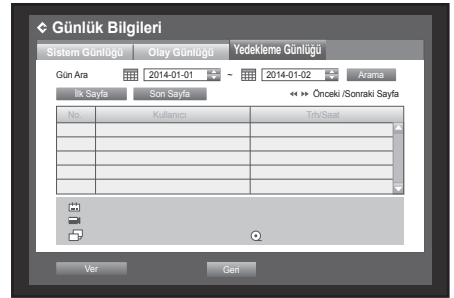 Günlük Bilgileri
Sistem Günlüğü Olay Günlüğü Yedekleme Günlüğü
Gün Ara 2014-01-01 ~ 2014-01-02 Arama
İlk Sayfa Son Sayfa Önceki /Sonraki Sayfa
No. Kullanıcı Trh/Saat
Ver Geri